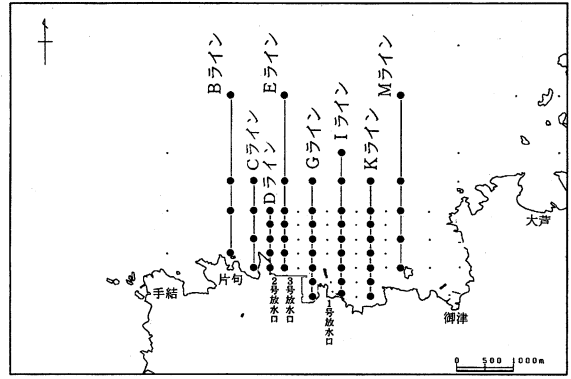 Bライン
Cライン
Dライン
Eライン
Gライン
Iライン
Kライン
Mライン
大芦
片句
手結
2号放水口
3号放水口
1号放水口
御津
0 500 1000m